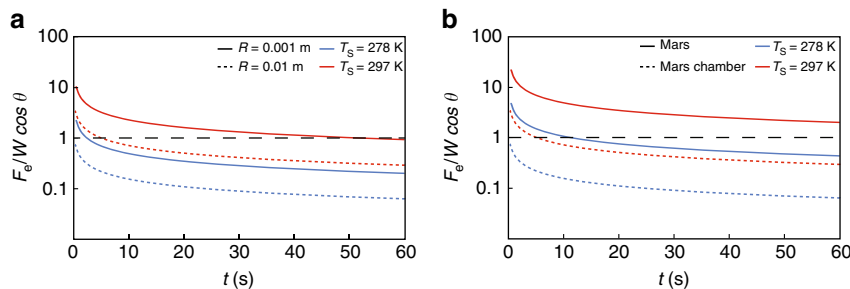 a
100
10
1
0.1
Fe/W cos θ
R = 0.001 m
R = 0.01 m
TS = 278 K
TS = 297 K
0 10 20 30 40 50 60
t (s)
b
100
10
1
0.1
Fe/W cos θ
Mars
Mars chamber
TS = 278 K
TS = 297 K
0 10 20 30 40 50 60
t (s)